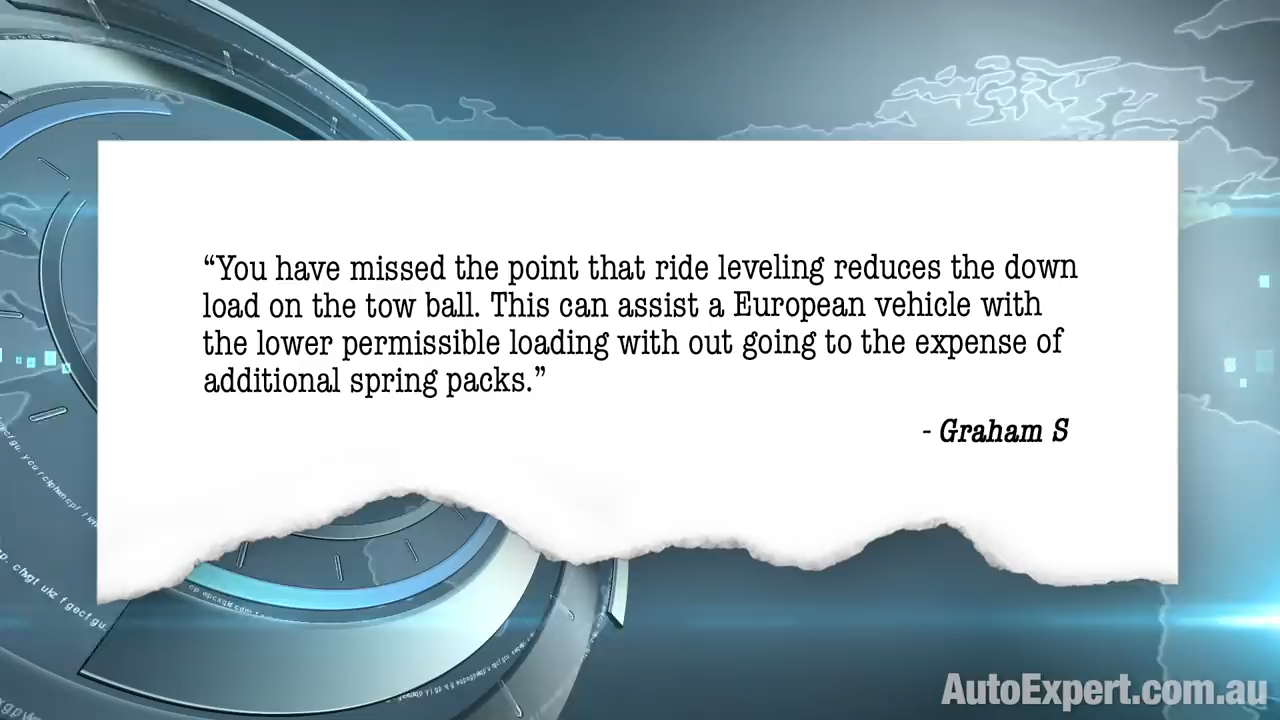 “You have missed the point that ride leveling reduces the down
load on the tow ball. This can assist a European vehicle with
the lower permissible loading with out going to the expense of
additional spring packs.”
- Graham S
AutoExpert.com.au